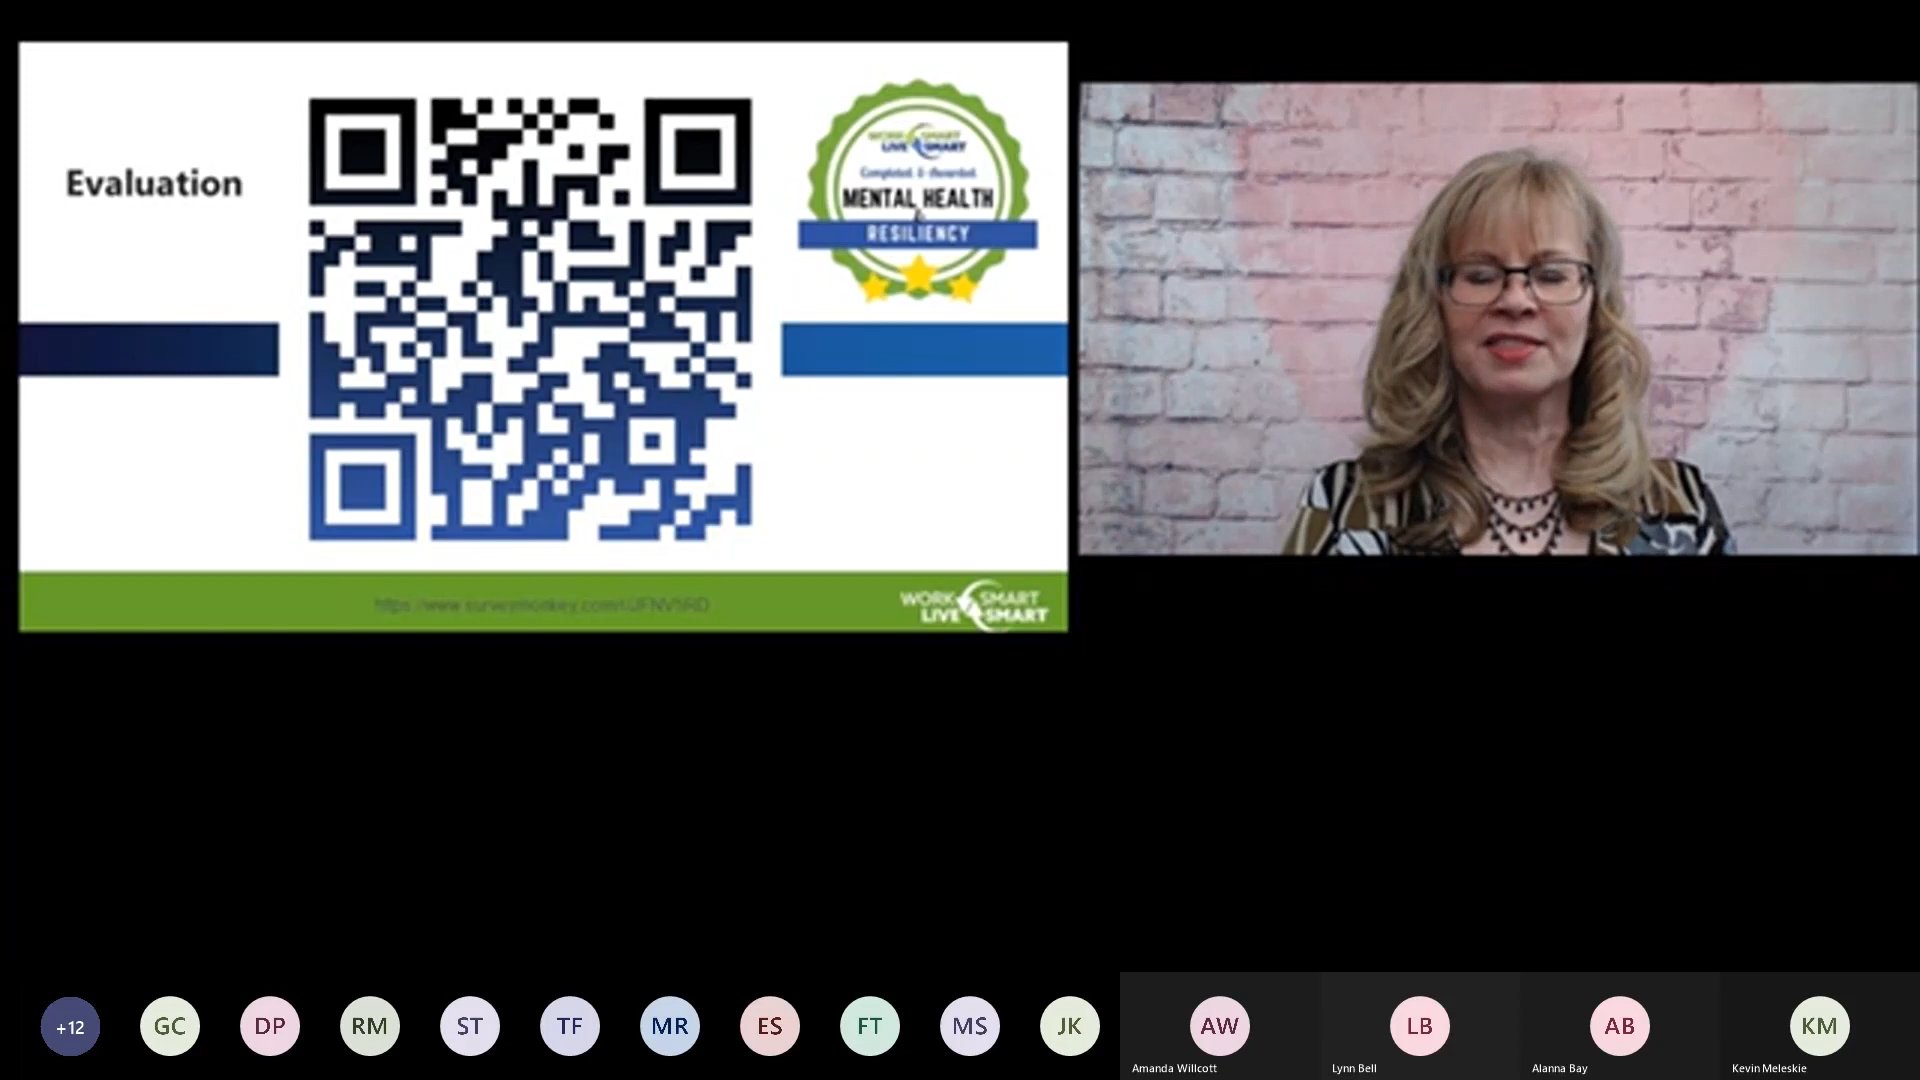 Evaluation
WORK SMART
LIVE SMART
Completed & Awarded
MENTAL HEALTH
&
RESILIENCY
WORK SMART
LIVE SMART
+12
GC
DP
RM
ST
TF
MR
ES
FT
MS
JK
AW
LB
AB
KM
Amanda Willcott
Lynn Bell
Alanna Bay
Kevin Meleskie